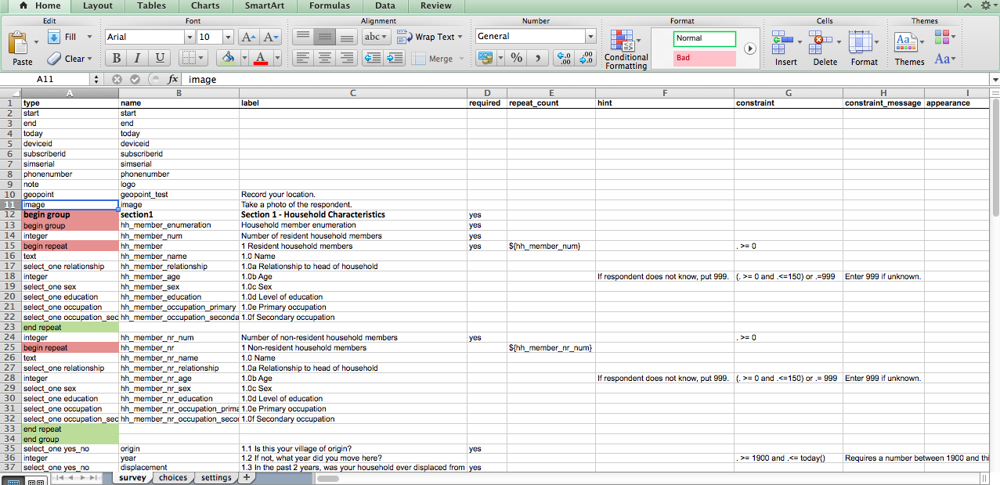 Home Layout Tables Charts SmartArt Formulas Data Review
Edit Font Alignment Number Format Cells Themes
Fill Arial 10 A A abc Wrap Text General Normal
Paste Clear B I U A Merge % , .0 .00 .00 .0 Conditional Formatting Bad Insert Delete Format Themes Aa
A11 fx image
A B C D E F G H I
1 type name label required repeat_count hint constraint constraint_message appearance
2 start start
3 end end
4 today today
5 deviceid deviceid
6 subscriberid subscriberid
7 simserial simserial
8 phonenumber phonenumber
9 note logo
10 geopoint geopoint_test Record your location.
11 image image Take a photo of the respondent.
12 begin group section1 Section 1 - Household Characteristics yes
13 begin group hh_member_enumeration Household member enumeration yes
14 integer hh_member_num Number of resident household members yes
15 begin repeat hh_member 1 Resident household members yes ${hh_member_num} . >= 0
16 text hh_member_name 1.0 Name
17 select_one relationship hh_member_relationship 1.0a Relationship to head of household
18 integer hh_member_age 1.0b Age If respondent does not know, put 999. (. >= 0 and .<=150) or .=999 Enter 999 if unknown.
19 select_one sex hh_member_sex 1.0c Sex
20 select_one education hh_member_education 1.0d Level of education
21 select_one occupation hh_member_occupation_primary 1.0e Primary occupation
22 select_one occupation_sec hh_member_occupation_seconda 1.0f Secondary occupation
23 end repeat
24 integer hh_member_nr_num Number of non-resident household members yes . >= 0
25 begin repeat hh_member_nr 1 Non-resident household members ${hh_member_nr_num}
26 text hh_member_nr_name 1.0 Name
27 select_one relationship hh_member_nr_relationship 1.0a Relationship to head of household
28 integer hh_member_nr_age 1.0b Age If respondent does not know, put 999. (. >= 0 and .<=150) or .= 999 Enter 999 if unknown.
29 select_one sex hh_member_nr_sex 1.0c Sex
30 select_one education hh_member_nr_education 1.0d Level of education
31 select_one occupation hh_member_nr_occupation_prima 1.0e Primary occupation
32 select_one occupation_sec hh_member_nr_occupation_secon 1.0f Secondary occupation
33 end repeat
34 end group
35 select_one yes_no origin 1.1 Is this your village of origin? yes
36 integer year 1.2 If not, what year did you move here? . >= 1900 and .<= today() Requires a number between 1900 and thi
37 select_one yes_no displacement 1.3 In the past 2 years, was your household ever displaced from yes
survey choices settings +